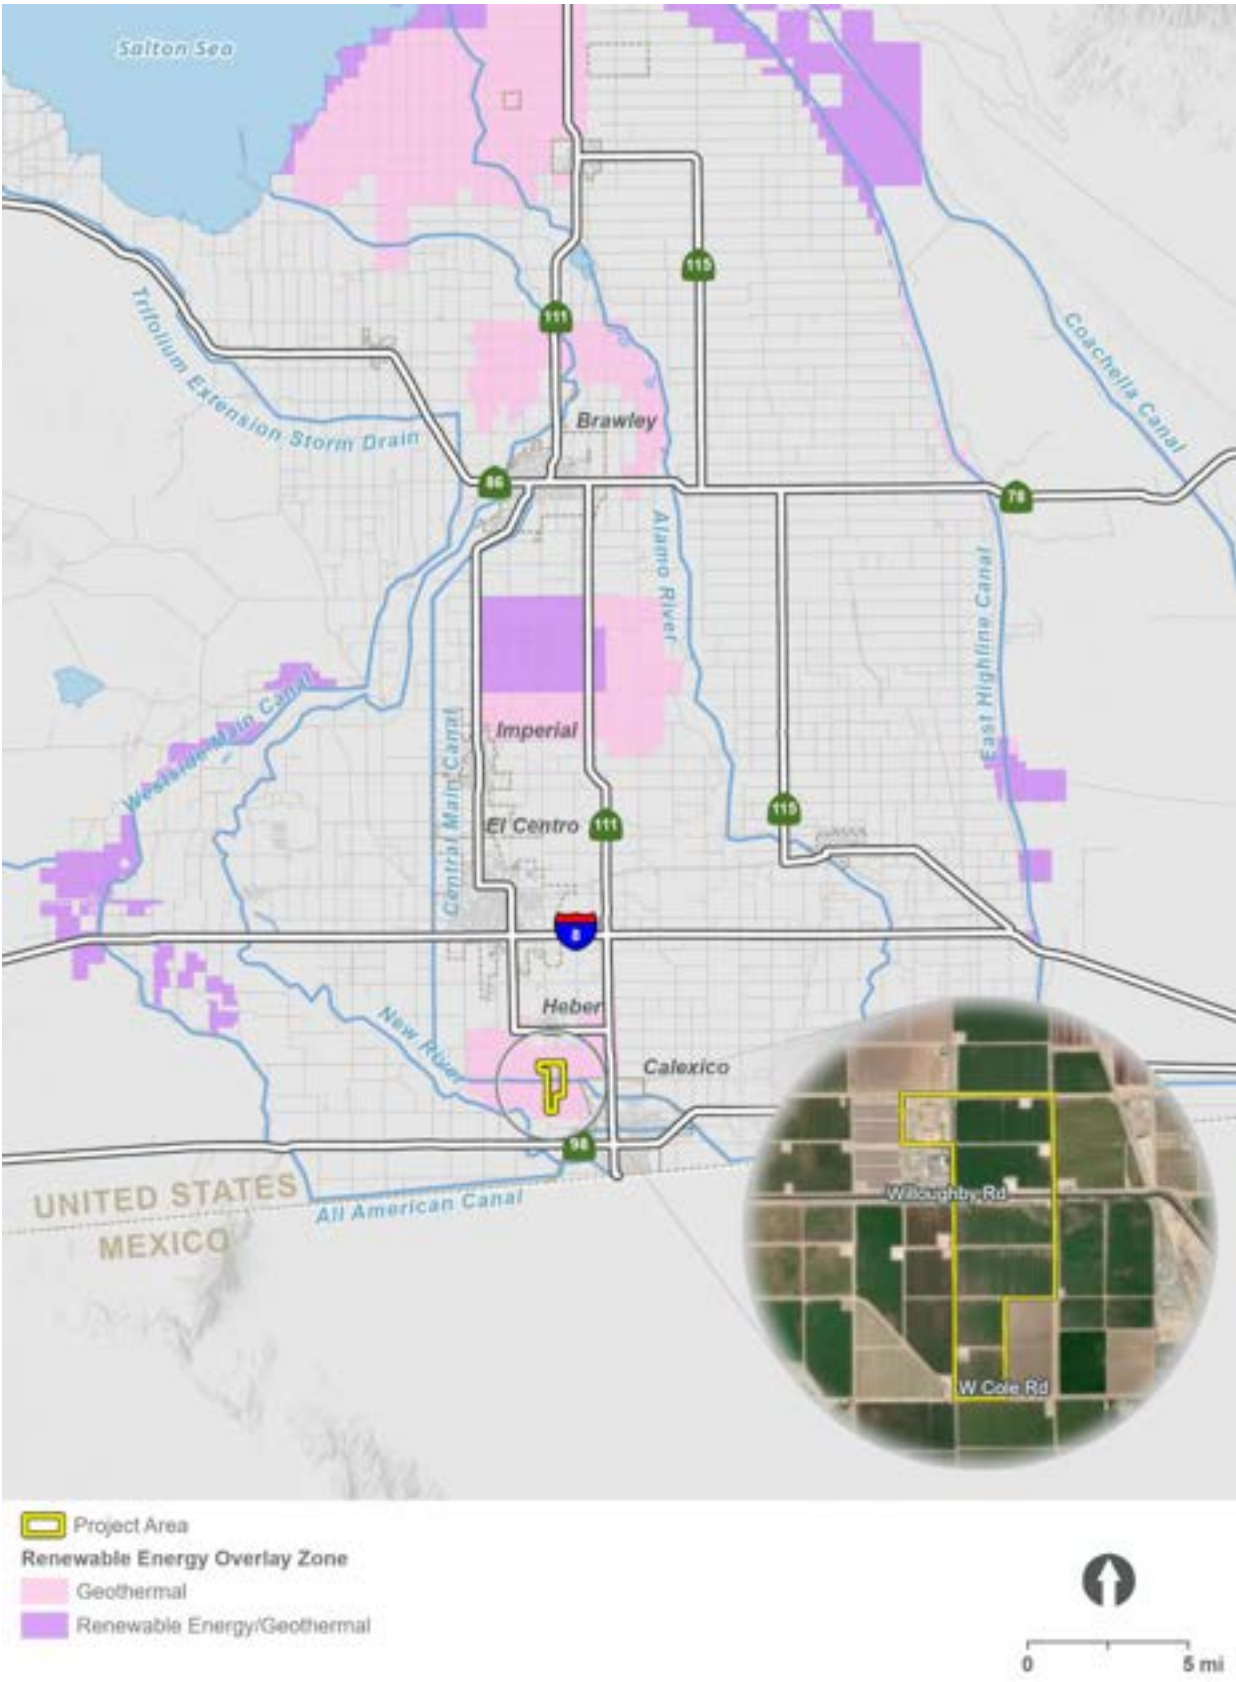 Salton Sea
115
111
Trifolium Extension Storm Drain
Coachella Canal
Brawley
86
78
Alamo River
East Highline Canal
Westside Main Canal
Central Main Canal
Imperial
El Centro
111
115
8
New River
Heber
Calexico
98
UNITED STATES
MEXICO
All American Canal
Willoughby Rd
W Cole Rd
Project Area
Renewable Energy Overlay Zone
Geothermal
Renewable Energy/Geothermal
0 5 mi